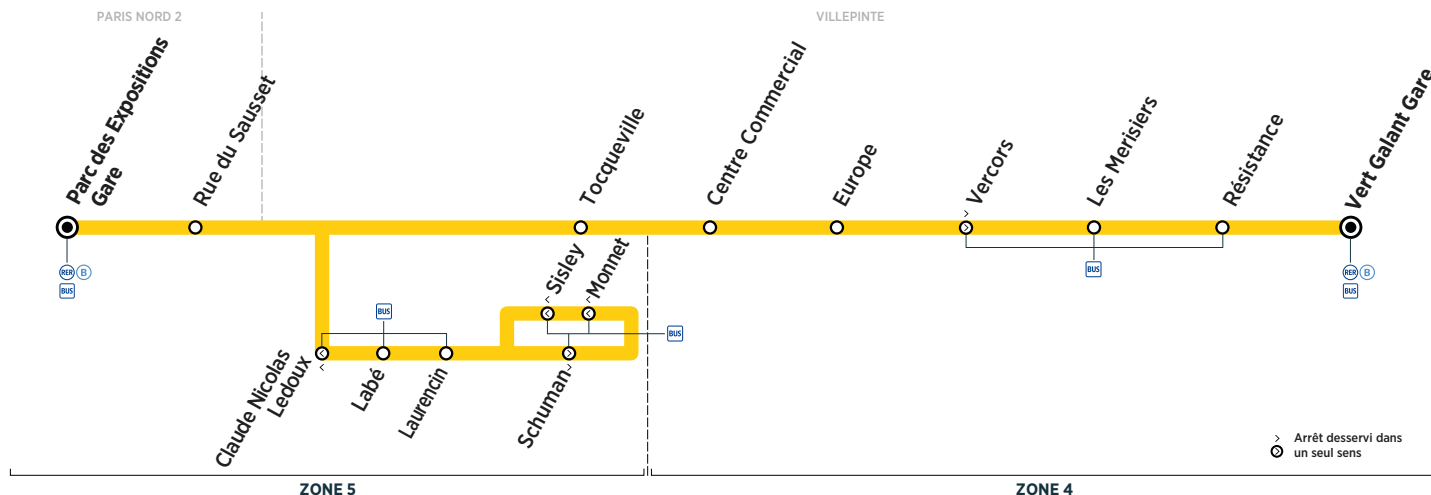 PARIS NORD 2
VILLEPINTE
Parc des Expositions
Gare
Rue du Sausset
Tocqueville
Centre Commercial
Europe
Vercors
Les Merisiers
Résistance
Vert Galant Gare
RER B
BUS
Sisley
Monnet
BUS
RER B
BUS
BUS
BUS
Claude Nicolas
Ledoux
Labé
Laurencin
Schuman
> Arrêt desservi dans
un seul sens
ZONE 5
ZONE 4